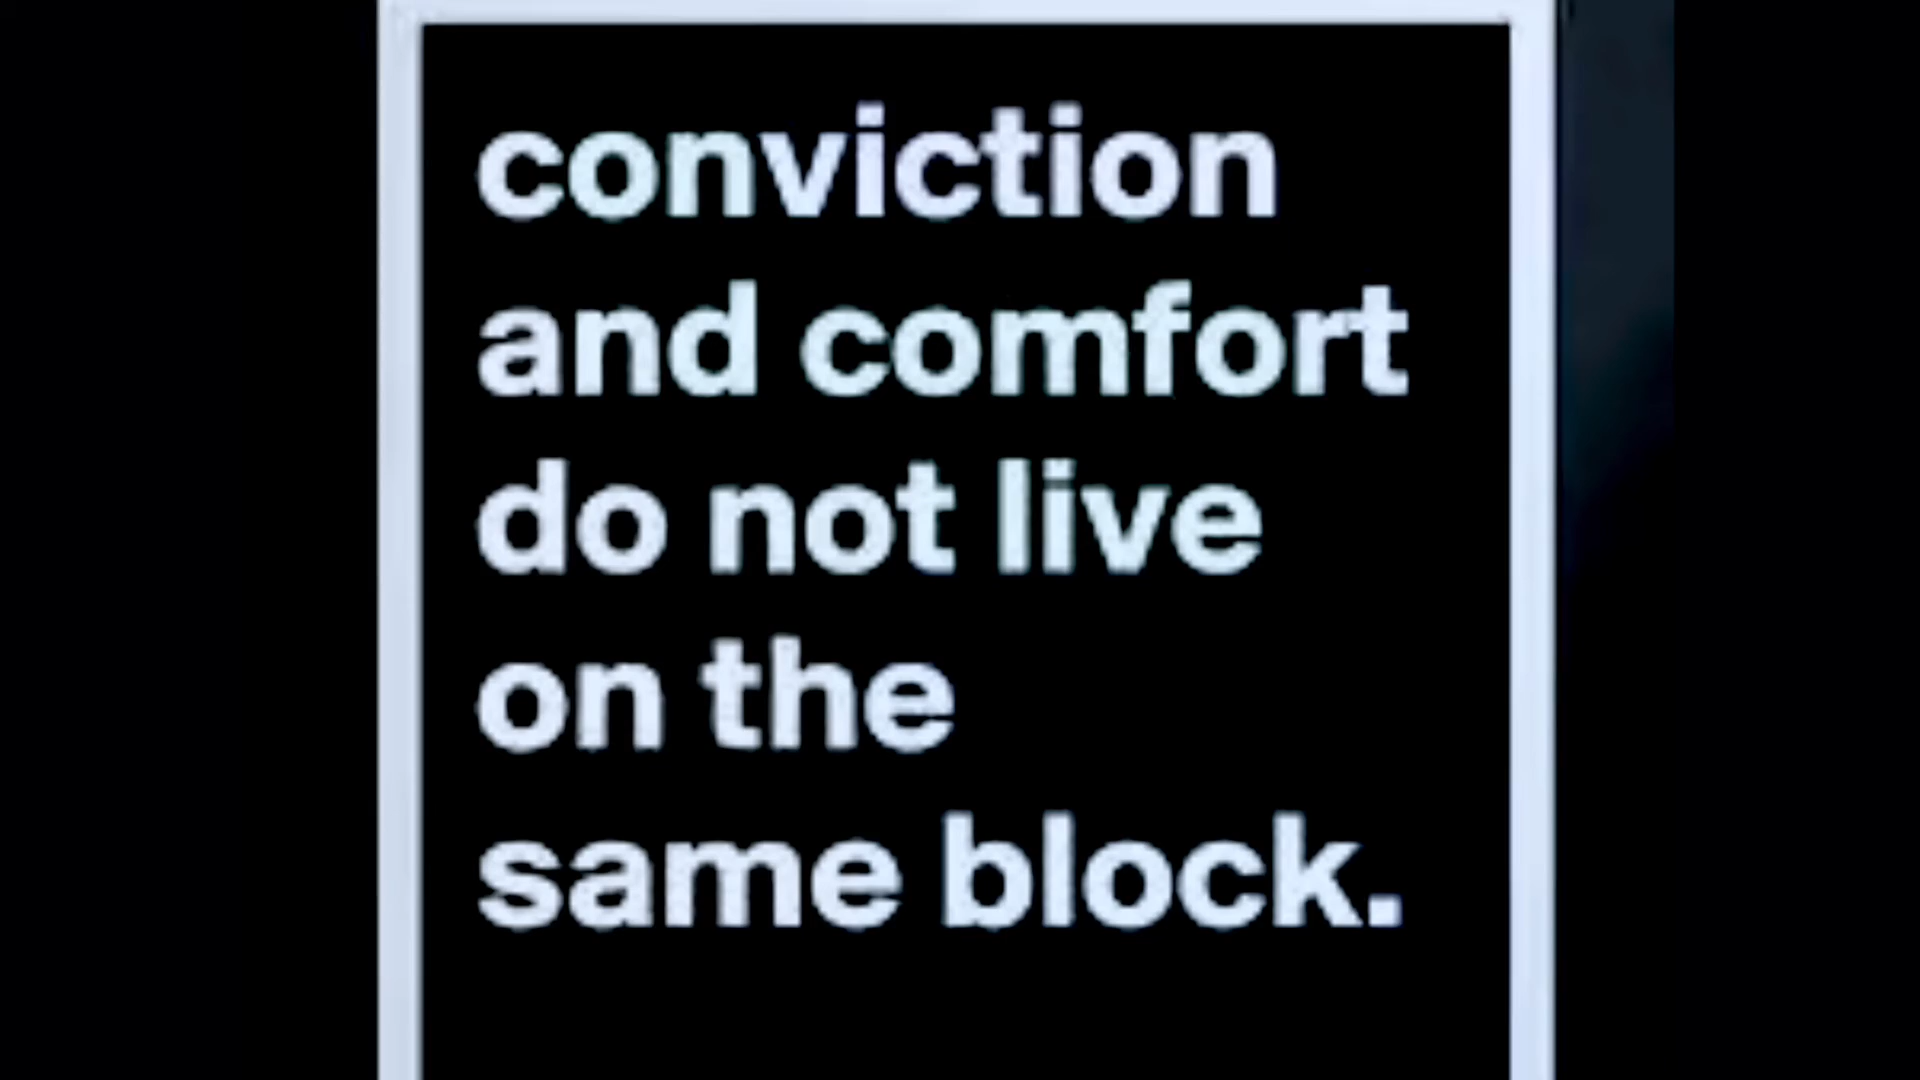 conviction
and comfort
do not live
on the
same block.